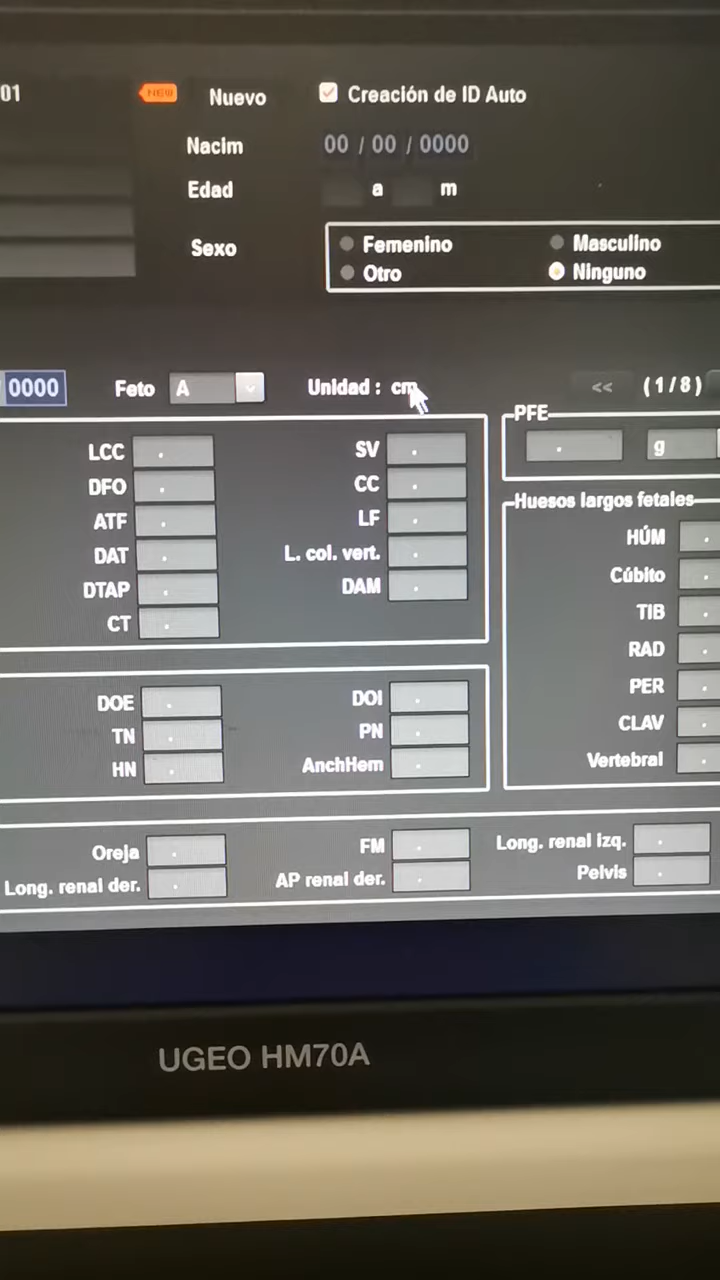 01 NEW Nuevo Creación de ID Auto
Nacim 00 / 00 / 0000
Edad a m
Sexo Femenino Masculino
Otro Ninguno
0000 Feto A Unidad : cm << (1/8)
PFE
. g
LCC . SV .
DFO . CC .
ATF . LF .
DAT . L. col. vert. .
DTAP . DAM .
CT .
Huesos largos fetales
HÚM .
Cúbito .
TIB .
RAD .
PER .
CLAV .
Vertebral .
DOE . DOI .
TN . PN .
HN . AnchHem .
Oreja . FM . Long. renal izq. .
Long. renal der. . AP renal der. . Pelvis .
UGEO HM70A